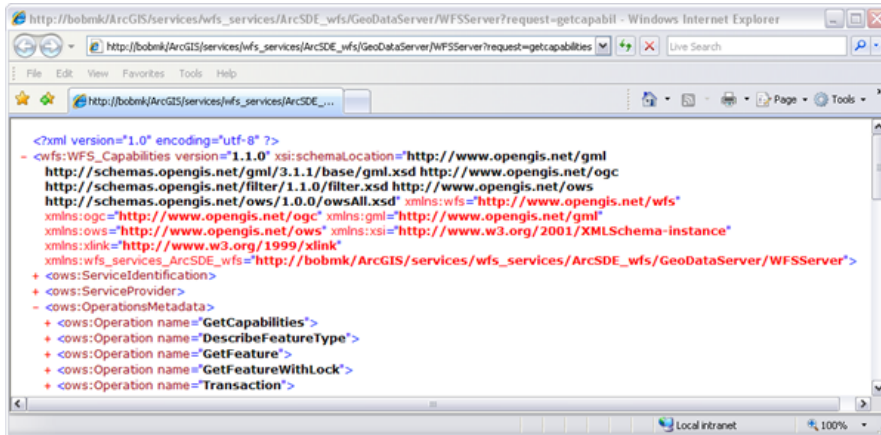 http://bobmk/ArcGIS/services/wfs_services/ArcSDE_wfs/GeoDataServer/WFSServer?request=getcapabil - Windows Internet Explorer
http://bobmk/ArcGIS/services/wfs_services/ArcSDE_wfs/GeoDataServer/WFSServer?request=getcapabilities Live Search
File Edit View Favorites Tools Help
http://bobmk/ArcGIS/services/wfs_services/ArcSDE_... Page Tools
<?xml version="1.0" encoding="utf-8" ?>
- <wfs:WFS_Capabilities version="1.1.0" xsi:schemaLocation="http://www.opengis.net/gml
http://schemas.opengis.net/gml/3.1.1/base/gml.xsd http://www.opengis.net/ogc
http://schemas.opengis.net/filter/1.1.0/filter.xsd http://www.opengis.net/ows
http://schemas.opengis.net/ows/1.0.0/owsAll.xsd" xmlns:wfs="http://www.opengis.net/wfs"
xmlns:ogc="http://www.opengis.net/ogc" xmlns:gml="http://www.opengis.net/gml"
xmlns:ows="http://www.opengis.net/ows" xmlns:xsi="http://www.w3.org/2001/XMLSchema-instance"
xmlns:xlink="http://www.w3.org/1999/xlink"
xmlns:wfs_services_ArcSDE_wfs="http://bobmk/ArcGIS/services/wfs_services/ArcSDE_wfs/GeoDataServer/WFSServer">
+ <ows:ServiceIdentification>
+ <ows:ServiceProvider>
- <ows:OperationsMetadata>
+ <ows:Operation name="GetCapabilities">
+ <ows:Operation name="DescribeFeatureType">
+ <ows:Operation name="GetFeature">
+ <ows:Operation name="GetFeatureWithLock">
+ <ows:Operation name="Transaction">
Local intranet 100%